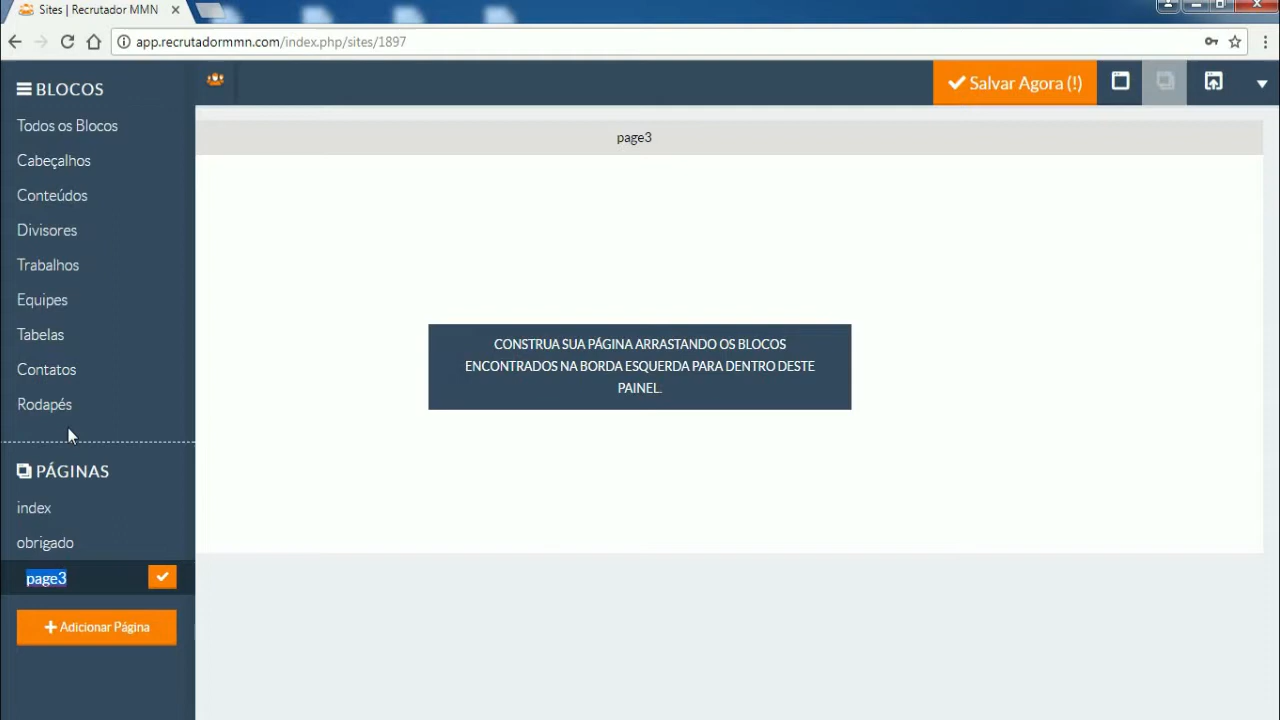 Sites | Recrutador MMN
app.recrutadormmn.com/index.php/sites/1897
BLOCOS
Todos os Blocos
Cabeçalhos
Conteúdos
Divisores
Trabalhos
Equipes
Tabelas
Contatos
Rodapés
PÁGINAS
index
obrigado
page3
Adicionar Página
Salvar Agora (!)
page3
CONSTRUA SUA PÁGINA ARRASTANDO OS BLOCOS
ENCONTRADOS NA BORDA ESQUERDA PARA DENTRO DESTE
PAINEL.